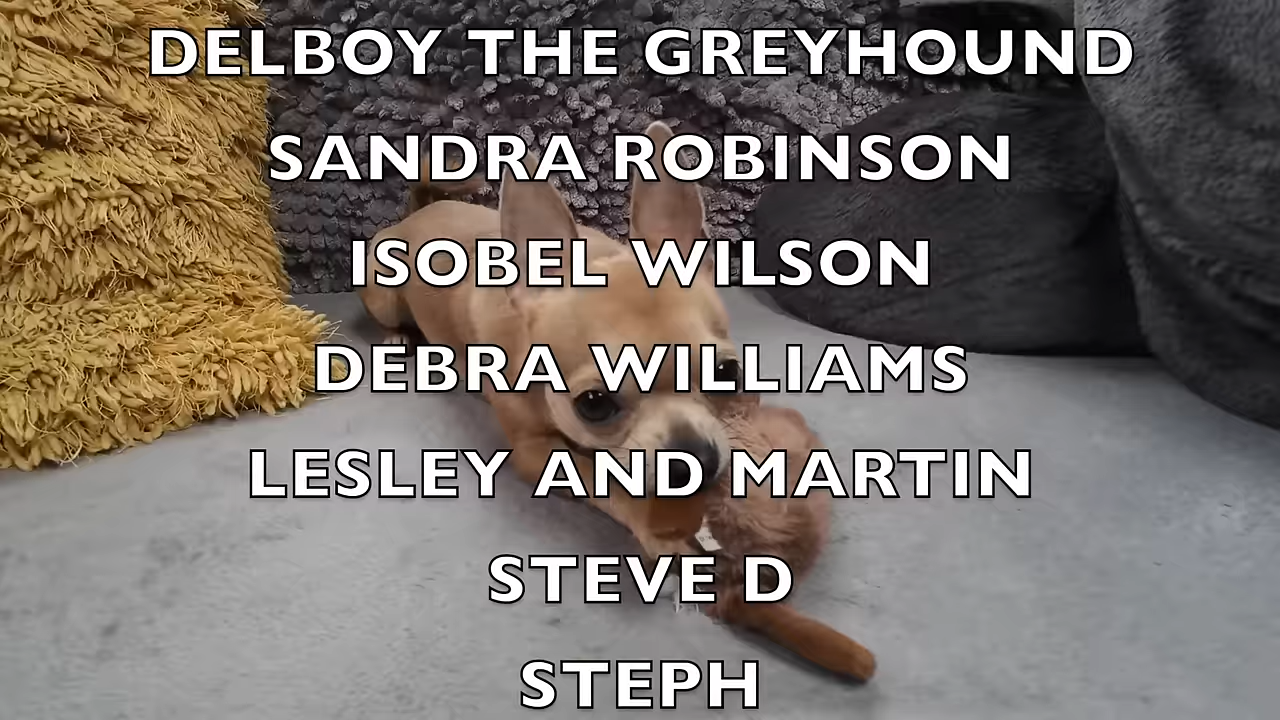 DELBOY THE GREYHOUND
SANDRA ROBINSON
ISOBEL WILSON
DEBRA WILLIAMS
LESLEY AND MARTIN
STEVE D
STEPH